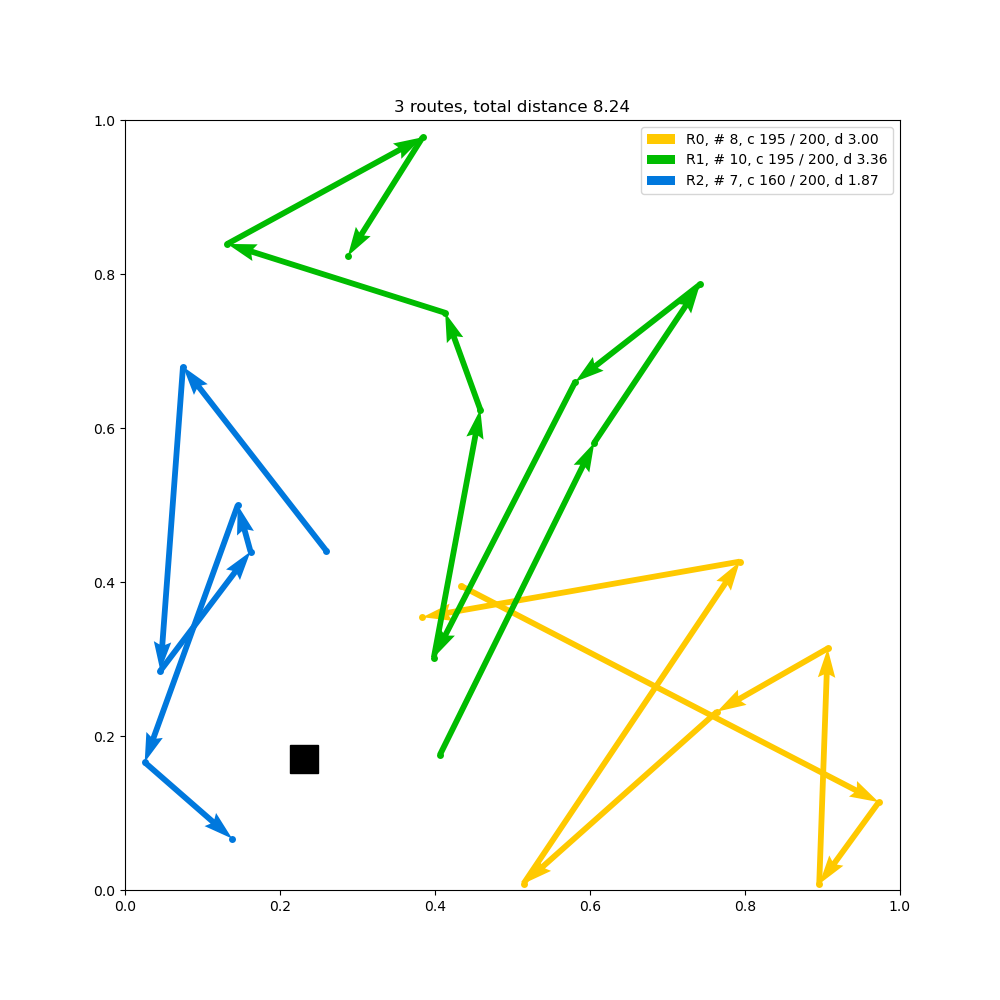 3 routes, total distance 8.24
R0, # 8, c 195 / 200, d 3.00
R1, # 10, c 195 / 200, d 3.36
R2, # 7, c 160 / 200, d 1.87
1.0
0.8
0.6
0.4
0.2
0.0
0.0 0.2 0.4 0.6 0.8 1.0